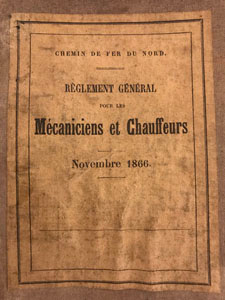 CHEMIN DE FER DU NORD.
RÈGLEMENT GÉNÉRAL
POUR LES
Mécaniciens et Chauffeurs
Novembre 1866.